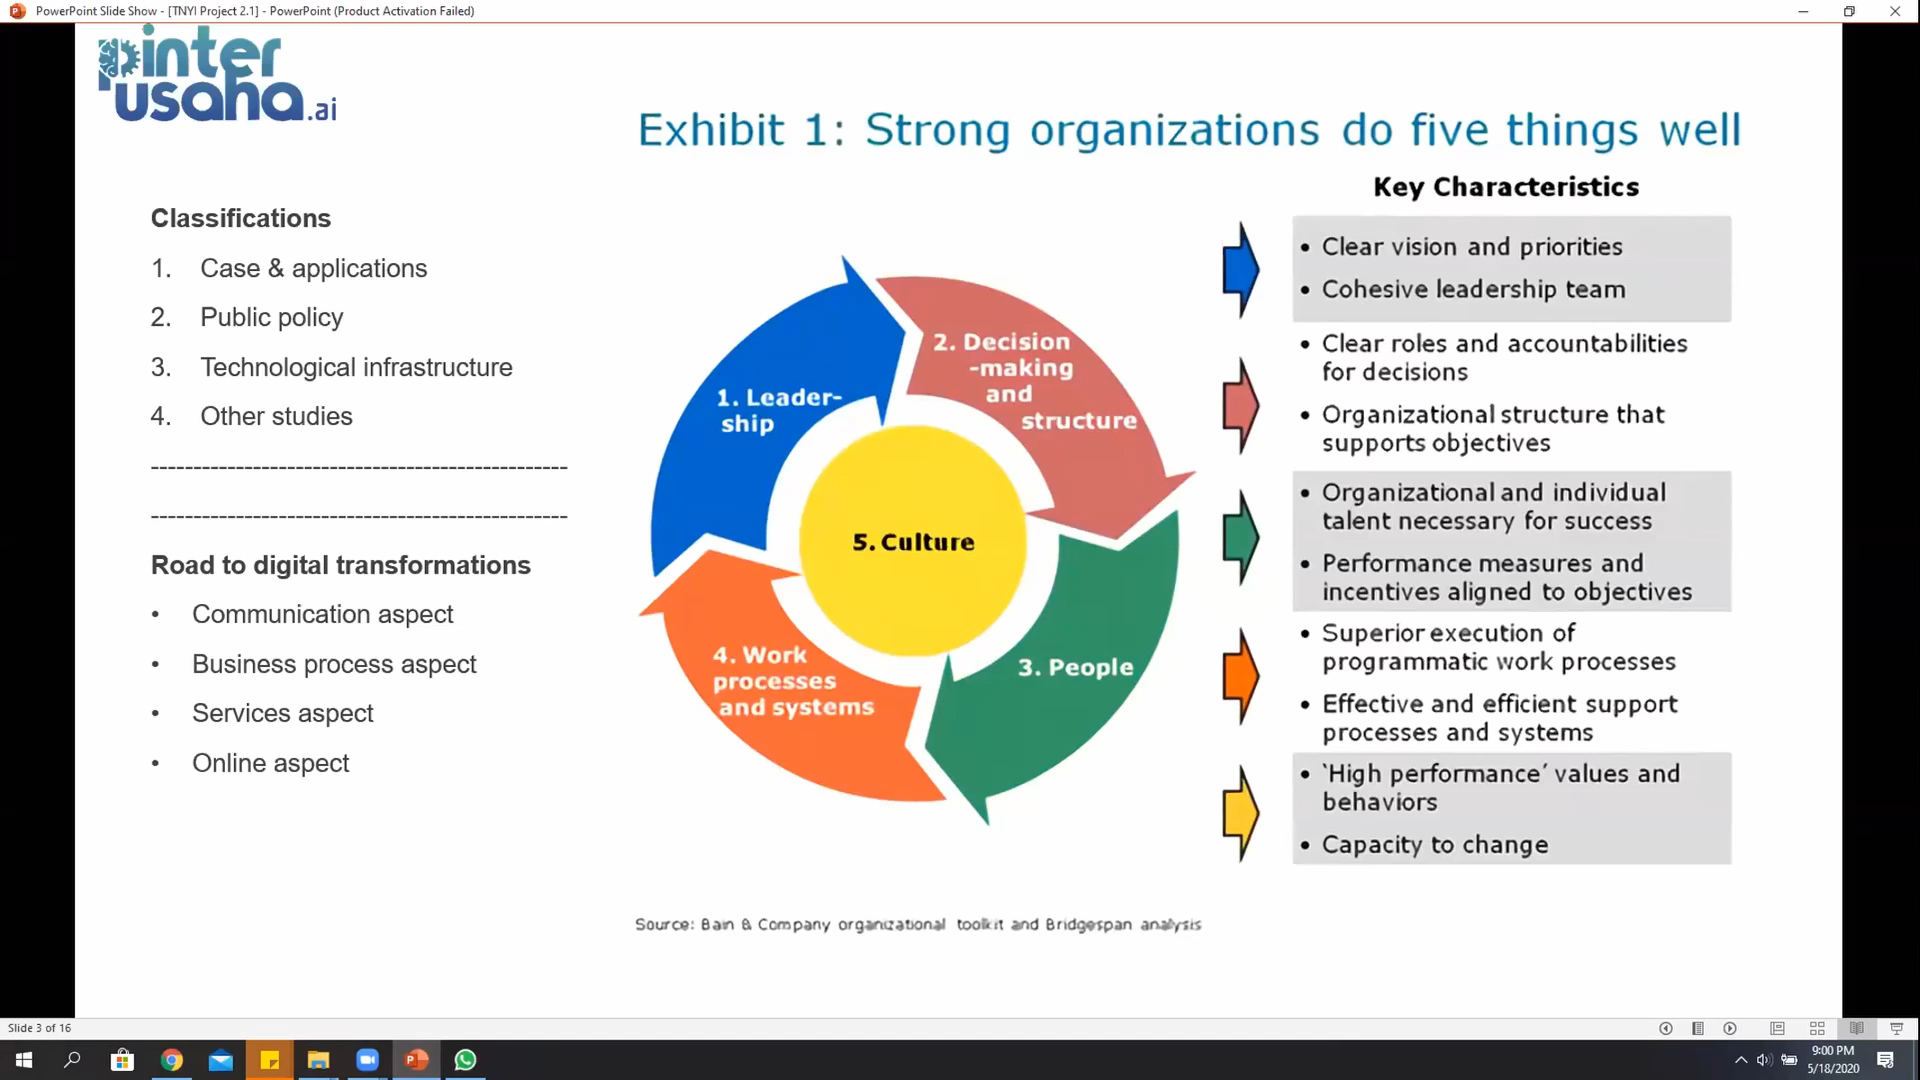 PowerPoint Slide Show - [TNYI Project 2.1] - PowerPoint (Product Activation Failed)
pinter
usaha.ai
Exhibit 1: Strong organizations do five things well
Classifications
1. Case & applications
2. Public policy
3. Technological infrastructure
4. Other studies
--------------------------------------------------
--------------------------------------------------
Road to digital transformations
• Communication aspect
• Business process aspect
• Services aspect
• Online aspect
1. Leader-
ship
2. Decision
-making
and
structure
3. People
4. Work
processes
and systems
5. Culture
Key Characteristics
• Clear vision and priorities
• Cohesive leadership team
• Clear roles and accountabilities
for decisions
• Organizational structure that
supports objectives
• Organizational and individual
talent necessary for success
• Performance measures and
incentives aligned to objectives
• Superior execution of
programmatic work processes
• Effective and efficient support
processes and systems
• ‘High performance’ values and
behaviors
• Capacity to change
Source: Bain & Company organizational toolkit and Bridgespan analysis
Slide 3 of 16
9:00 PM
5/18/2020